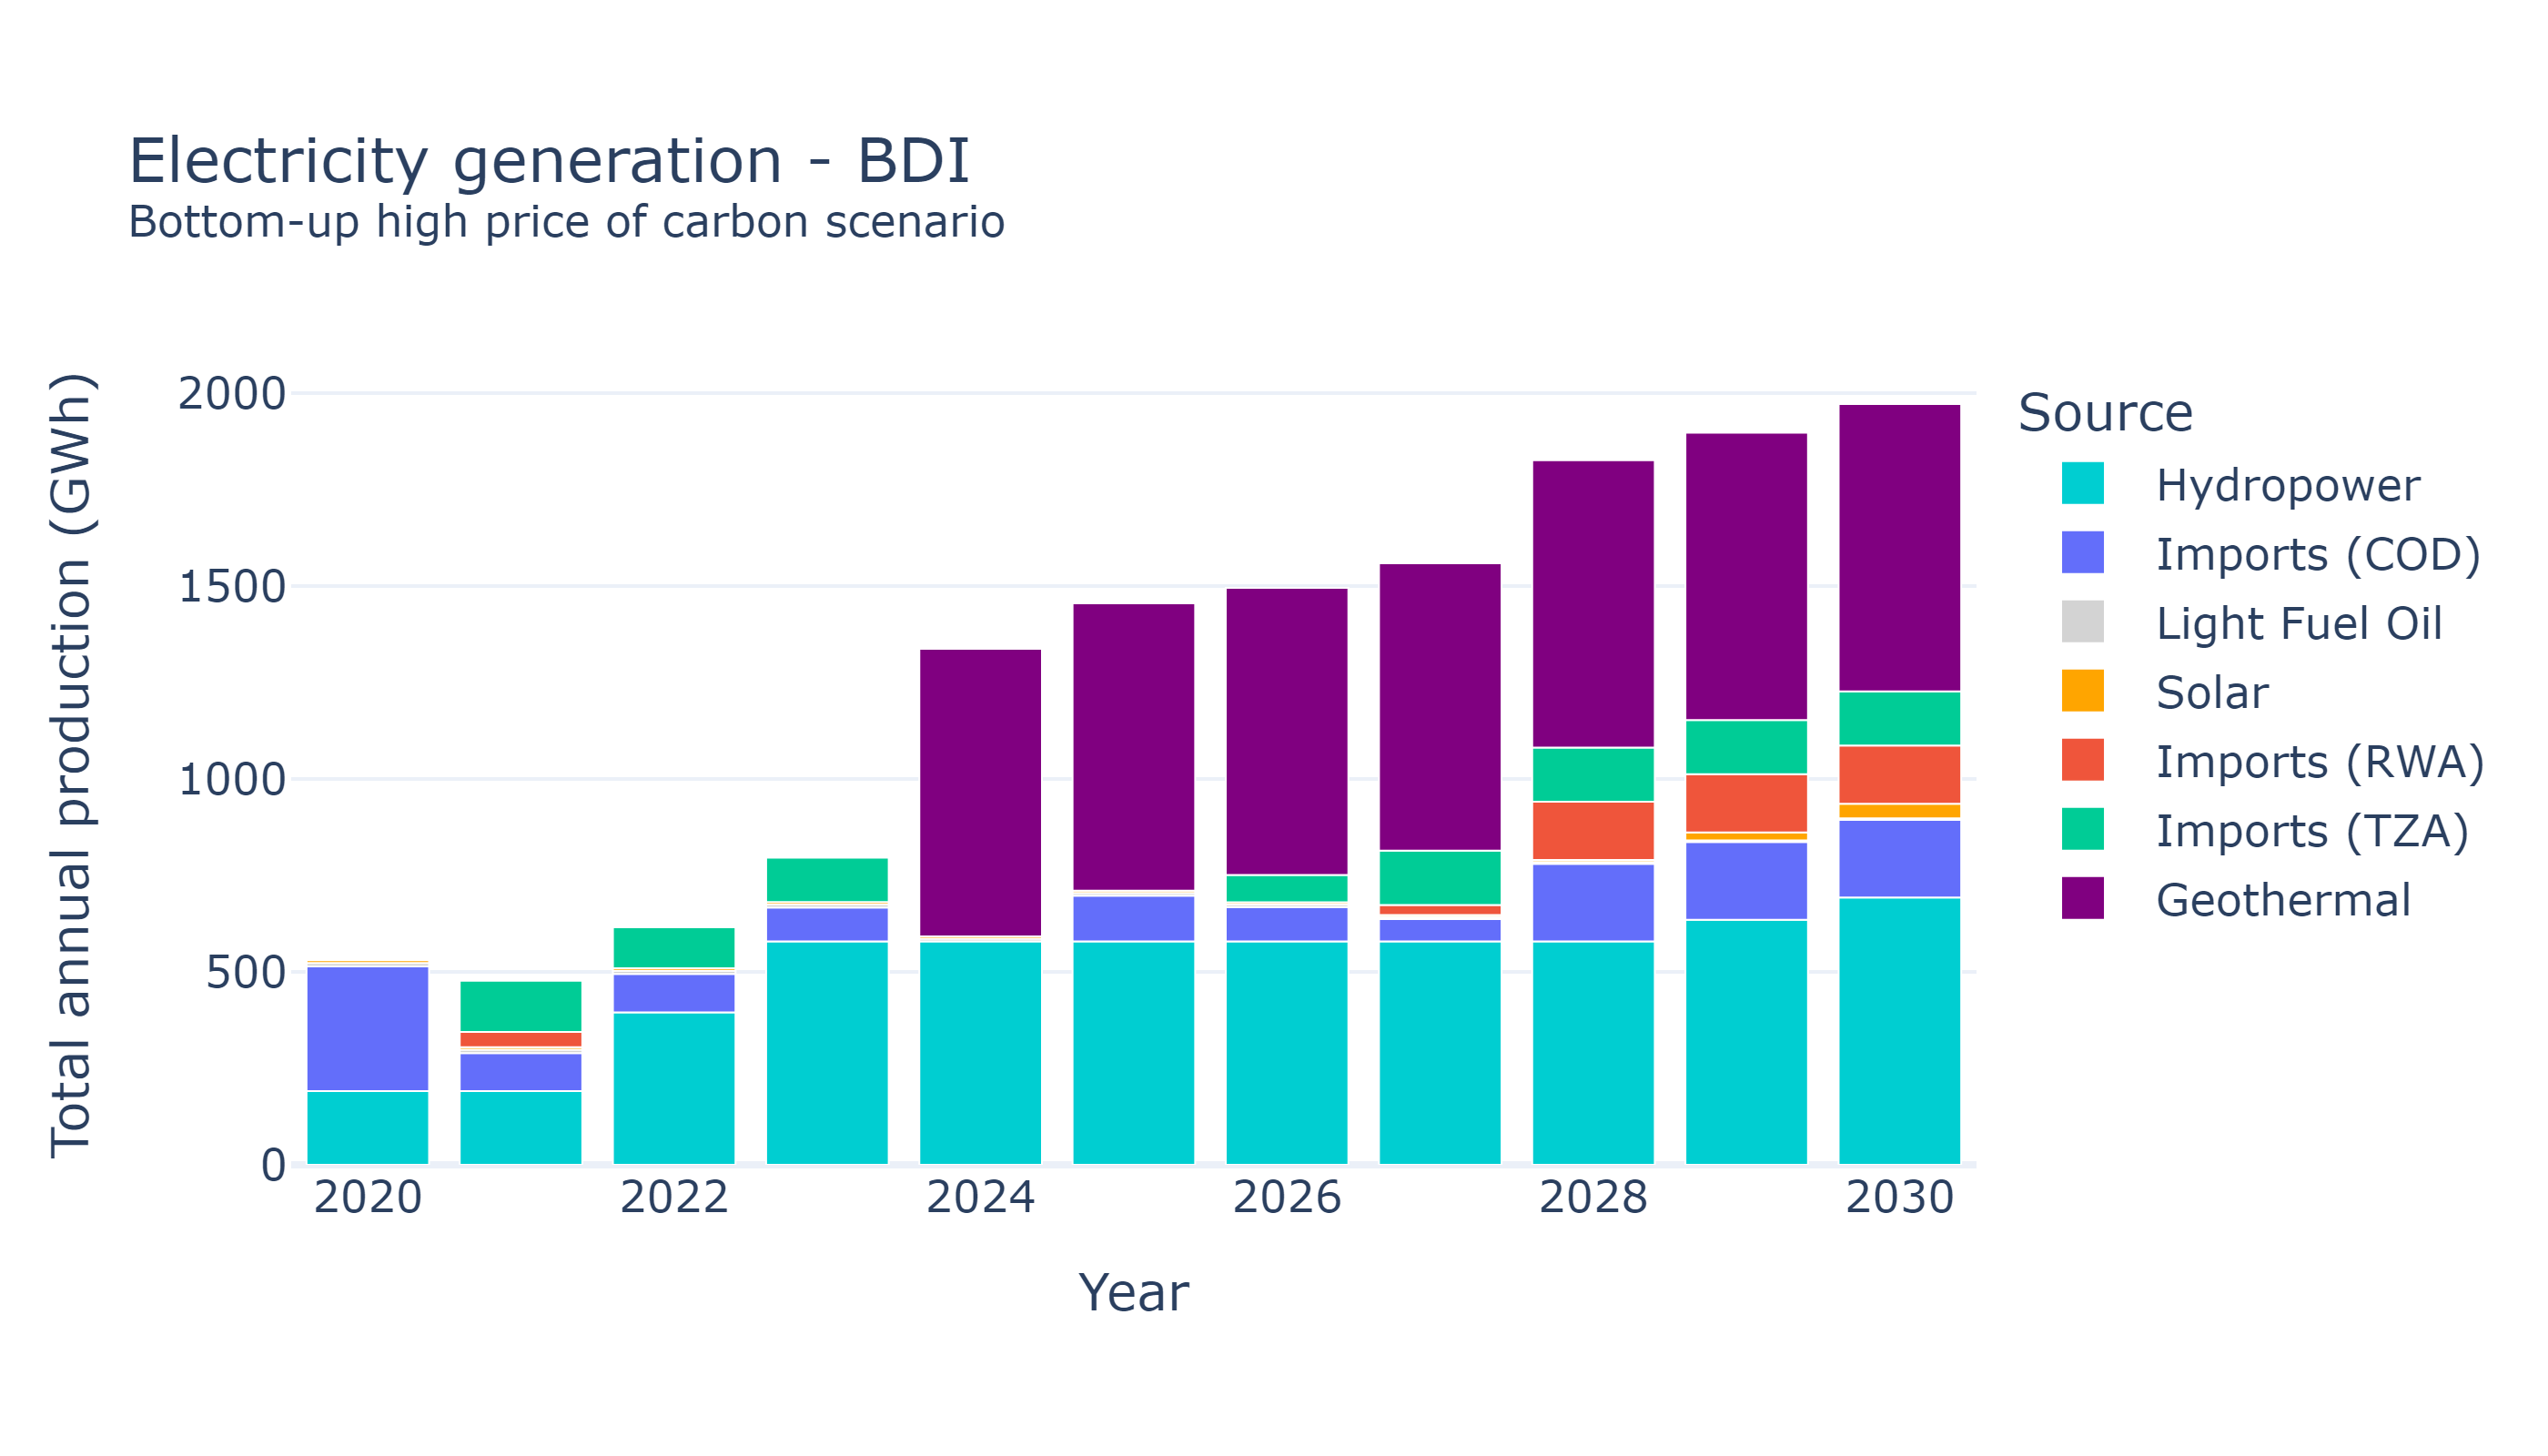 Electricity generation - BDI
Bottom-up high price of carbon scenario
Total annual production (GWh)
2000
1500
1000
500
0
2020
2022
2024
2026
2028
2030
Year
Source
Hydropower
Imports (COD)
Light Fuel Oil
Solar
Imports (RWA)
Imports (TZA)
Geothermal